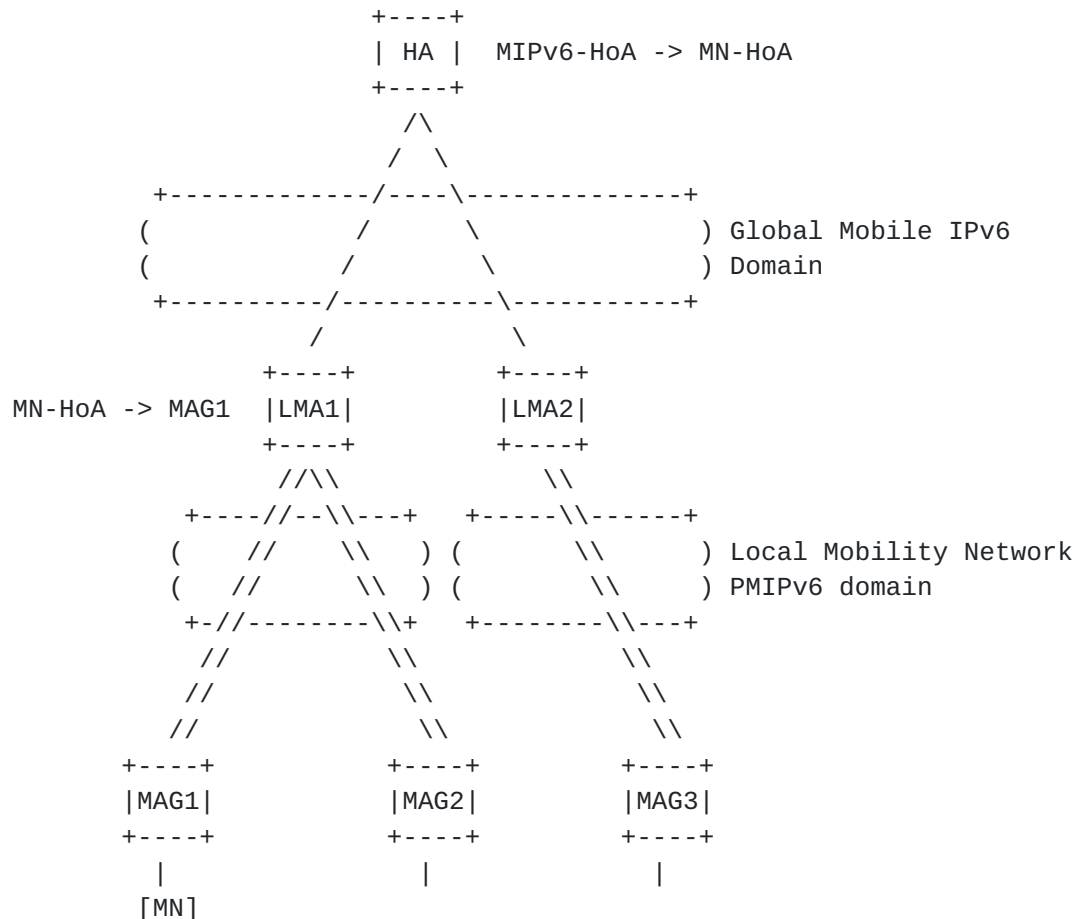 HA MIPv6-HoA -> MN-HoA
Global Mobile IPv6
Domain
MN-HoA -> MAG1 LMA1 LMA2
Local Mobility Network
PMIPv6 domain
MAG1 MAG2 MAG3
[MN]